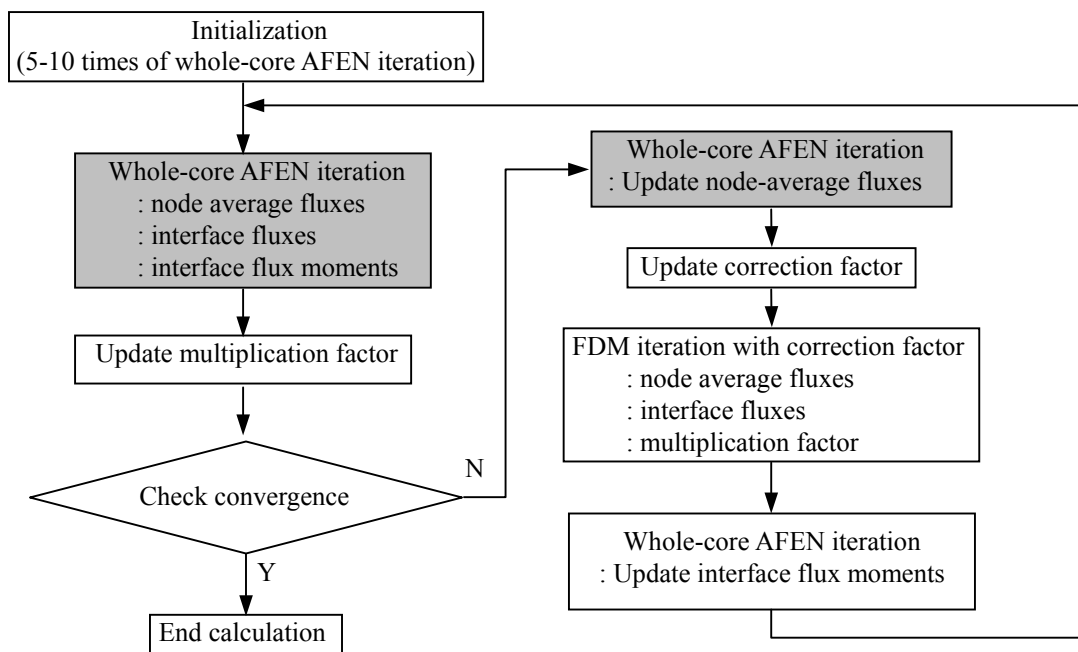 Initialization
(5-10 times of whole-core AFEN iteration)
Whole-core AFEN iteration
: node average fluxes
: interface fluxes
: interface flux moments
Update multiplication factor
Check convergence
N
Y
End calculation
Whole-core AFEN iteration
: Update node-average fluxes
Update correction factor
FDM iteration with correction factor
: node average fluxes
: interface fluxes
: multiplication factor
Whole-core AFEN iteration
: Update interface flux moments